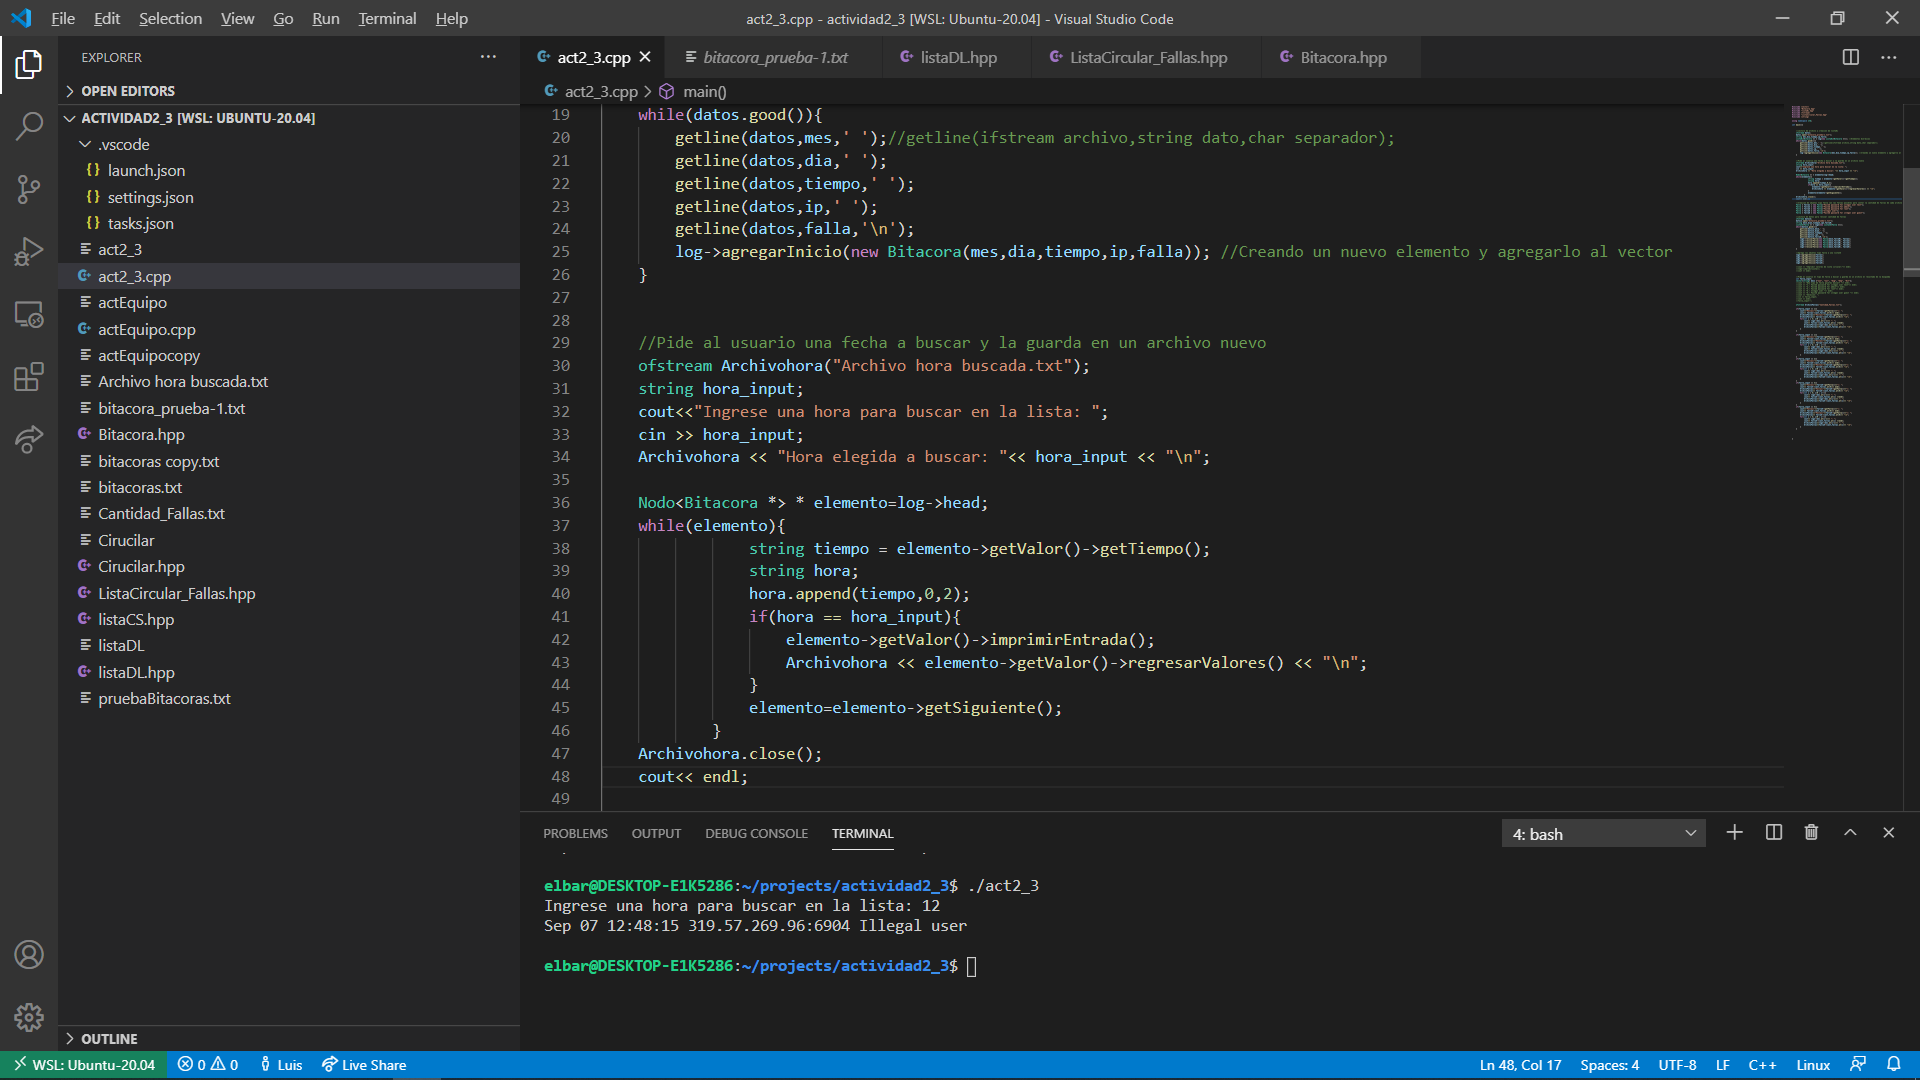 File Edit Selection View Go Run Terminal Help
act2_3.cpp - actividad2_3 [WSL: Ubuntu-20.04] - Visual Studio Code
EXPLORER
OPEN EDITORS
ACTIVIDAD2_3 [WSL: UBUNTU-20.04]
.vscode
launch.json
settings.json
tasks.json
act2_3
act2_3.cpp
actEquipo
actEquipo.cpp
actEquipocopy
Archivo hora buscada.txt
bitacora_prueba-1.txt
Bitacora.hpp
bitacoras copy.txt
bitacoras.txt
Cantidad_Fallas.txt
Cirucilar
Cirucilar.hpp
ListaCircular_Fallas.hpp
listaCS.hpp
listaDL
listaDL.hpp
pruebaBitacoras.txt
OUTLINE
act2_3.cpp bitacora_prueba-1.txt listaDL.hpp ListaCircular_Fallas.hpp Bitacora.hpp
act2_3.cpp > main()
19 while(datos.good()){
20 getline(datos,mes,' ');//getline(ifstream archivo,string dato,char separador);
21 getline(datos,dia,' ');
22 getline(datos,tiempo,' ');
23 getline(datos,ip,' ');
24 getline(datos,falla,'\n');
25 log->agregarInicio(new Bitacora(mes,dia,tiempo,ip,falla)); //Creando un nuevo elemento y agregarlo al vector
26 }
27
28
29 //Pide al usuario una fecha a buscar y la guarda en un archivo nuevo
30 ofstream Archivohora("Archivo hora buscada.txt");
31 string hora_input;
32 cout<<"Ingrese una hora para buscar en la lista: ";
33 cin >> hora_input;
34 Archivohora << "Hora elegida a buscar: "<< hora_input << "\n";
35
36 Nodo<Bitacora *> * elemento=log->head;
37 while(elemento){
38 string tiempo = elemento->getValor()->getTiempo();
39 string hora;
40 hora.append(tiempo,0,2);
41 if(hora == hora_input){
42 elemento->getValor()->imprimirEntrada();
43 Archivohora << elemento->getValor()->regresarValores() << "\n";
44 }
45 elemento=elemento->getSiguiente();
46 }
47 Archivohora.close();
48 cout<< endl;
49
PROBLEMS OUTPUT DEBUG CONSOLE TERMINAL
4: bash
elbar@DESKTOP-E1K5286:~/projects/actividad2_3$ ./act2_3
Ingrese una hora para buscar en la lista: 12
Sep 07 12:48:15 319.57.269.96:6904 Illegal user
elbar@DESKTOP-E1K5286:~/projects/actividad2_3$
WSL: Ubuntu-20.04 0 0 Luis Live Share
Ln 48, Col 17 Spaces: 4 UTF-8 LF C++ Linux